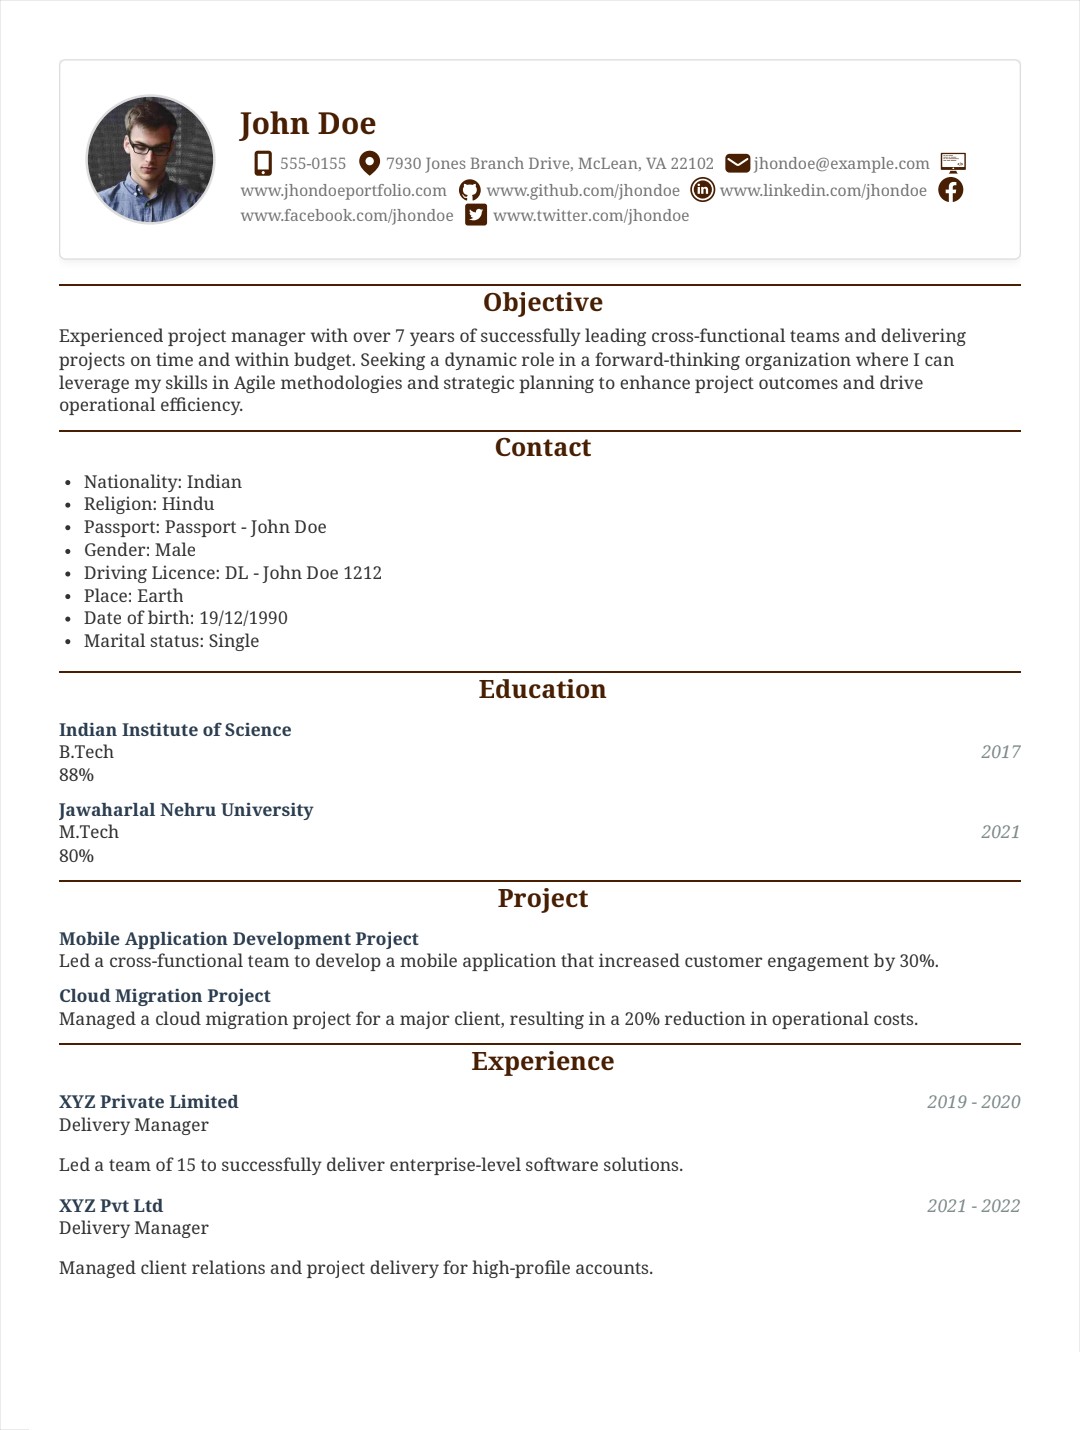 John Doe
555-0155 7930 Jones Branch Drive, McLean, VA 22102 jhondoe@example.com
www.jhondoeportfolio.com www.github.com/jhondoe www.linkedin.com/jhondoe
www.facebook.com/jhondoe www.twitter.com/jhondoe
Objective
Experienced project manager with over 7 years of successfully leading cross-functional teams and delivering
projects on time and within budget. Seeking a dynamic role in a forward-thinking organization where I can
leverage my skills in Agile methodologies and strategic planning to enhance project outcomes and drive
operational efficiency.
Contact
• Nationality: Indian
• Religion: Hindu
• Passport: Passport - John Doe
• Gender: Male
• Driving Licence: DL - John Doe 1212
• Place: Earth
• Date of birth: 19/12/1990
• Marital status: Single
Education
Indian Institute of Science
B.Tech 2017
88%
Jawaharlal Nehru University
M.Tech 2021
80%
Project
Mobile Application Development Project
Led a cross-functional team to develop a mobile application that increased customer engagement by 30%.
Cloud Migration Project
Managed a cloud migration project for a major client, resulting in a 20% reduction in operational costs.
Experience
XYZ Private Limited 2019 - 2020
Delivery Manager
Led a team of 15 to successfully deliver enterprise-level software solutions.
XYZ Pvt Ltd 2021 - 2022
Delivery Manager
Managed client relations and project delivery for high-profile accounts.